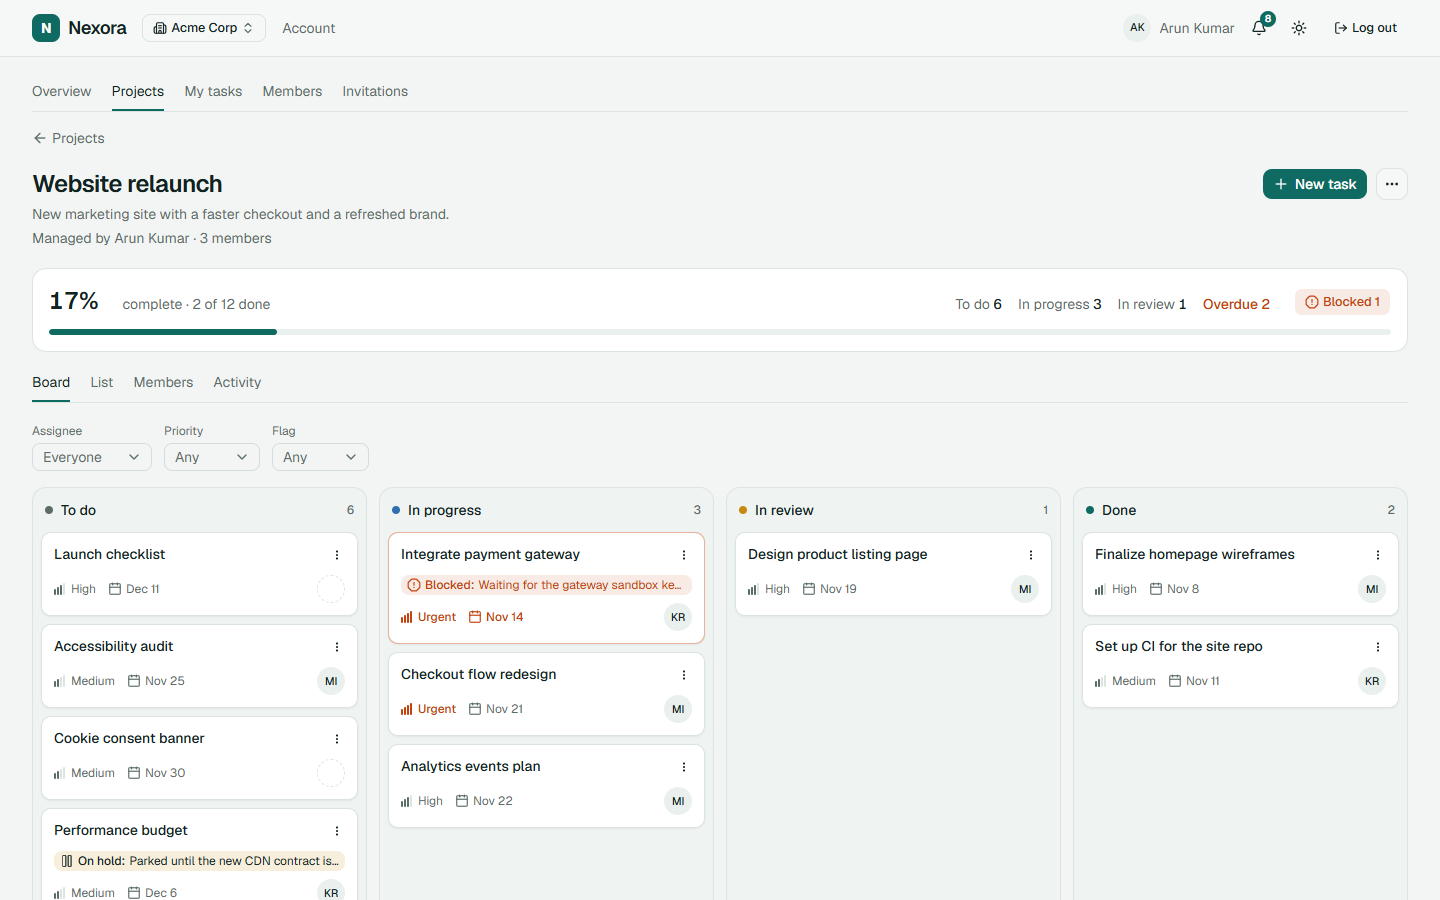 N Nexora Acme Corp Account AK Arun Kumar 8 Log out
Overview Projects My tasks Members Invitations
Projects
Website relaunch
+ New task
New marketing site with a faster checkout and a refreshed brand.
Managed by Arun Kumar · 3 members
17% complete · 2 of 12 done To do 6 In progress 3 In review 1 Overdue 2 Blocked 1
Board List Members Activity
Assignee Priority Flag
Everyone Any Any
To do 6
Launch checklist
High Dec 11
Accessibility audit
Medium Nov 25 MI
Cookie consent banner
Medium Nov 30
Performance budget
On hold: Parked until the new CDN contract is...
Medium Dec 6 KR
In progress 3
Integrate payment gateway
Blocked: Waiting for the gateway sandbox ke...
Urgent Nov 14 KR
Checkout flow redesign
Urgent Nov 21 MI
Analytics events plan
High Nov 22 MI
In review 1
Design product listing page
High Nov 19 MI
Done 2
Finalize homepage wireframes
High Nov 8 MI
Set up CI for the site repo
Medium Nov 11 KR